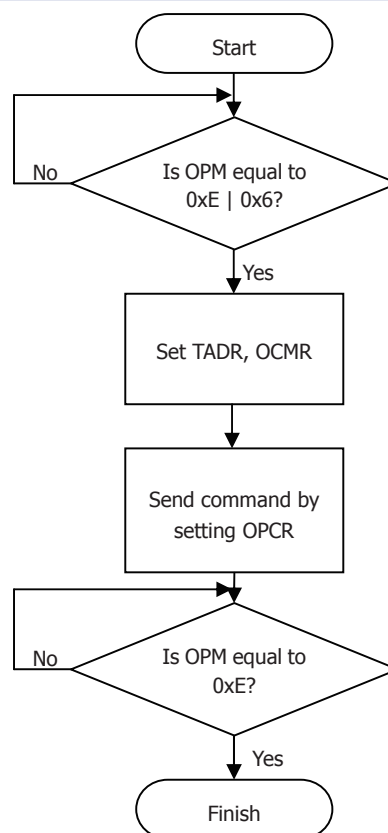 Start
No
Is OPM equal to
0xE | 0x6?
Yes
Set TADR, OCMR
Send command by
setting OPCR
No
Is OPM equal to
0xE?
Yes
Finish